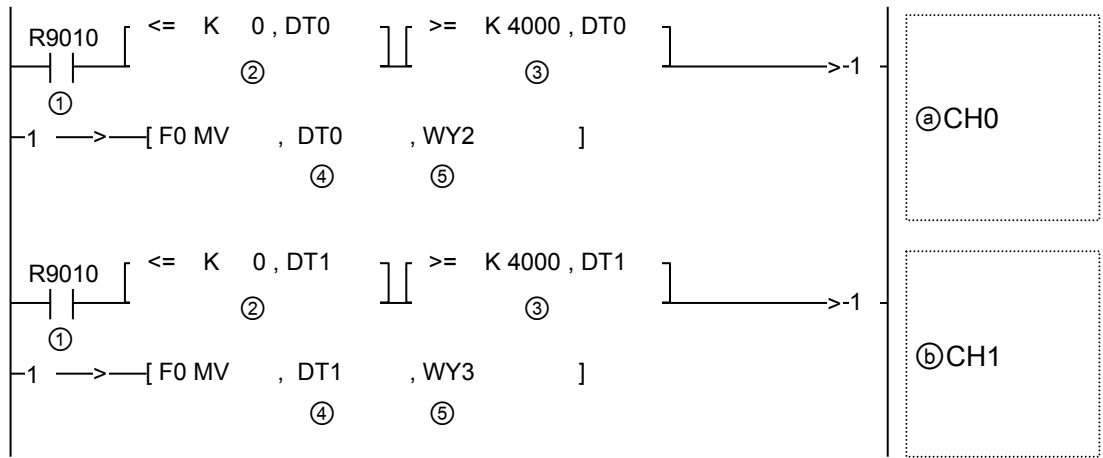 R9010 <= K 0 , DT0 >= K 4000 , DT0
② ③ >-1
①
1 > [ F0 MV , DT0 , WY2 ]
④ ⑤
ⓐCH0
R9010 <= K 0 , DT1 >= K 4000 , DT1
② ③ >-1
①
1 > [ F0 MV , DT1 , WY3 ]
④ ⑤
ⓑCH1